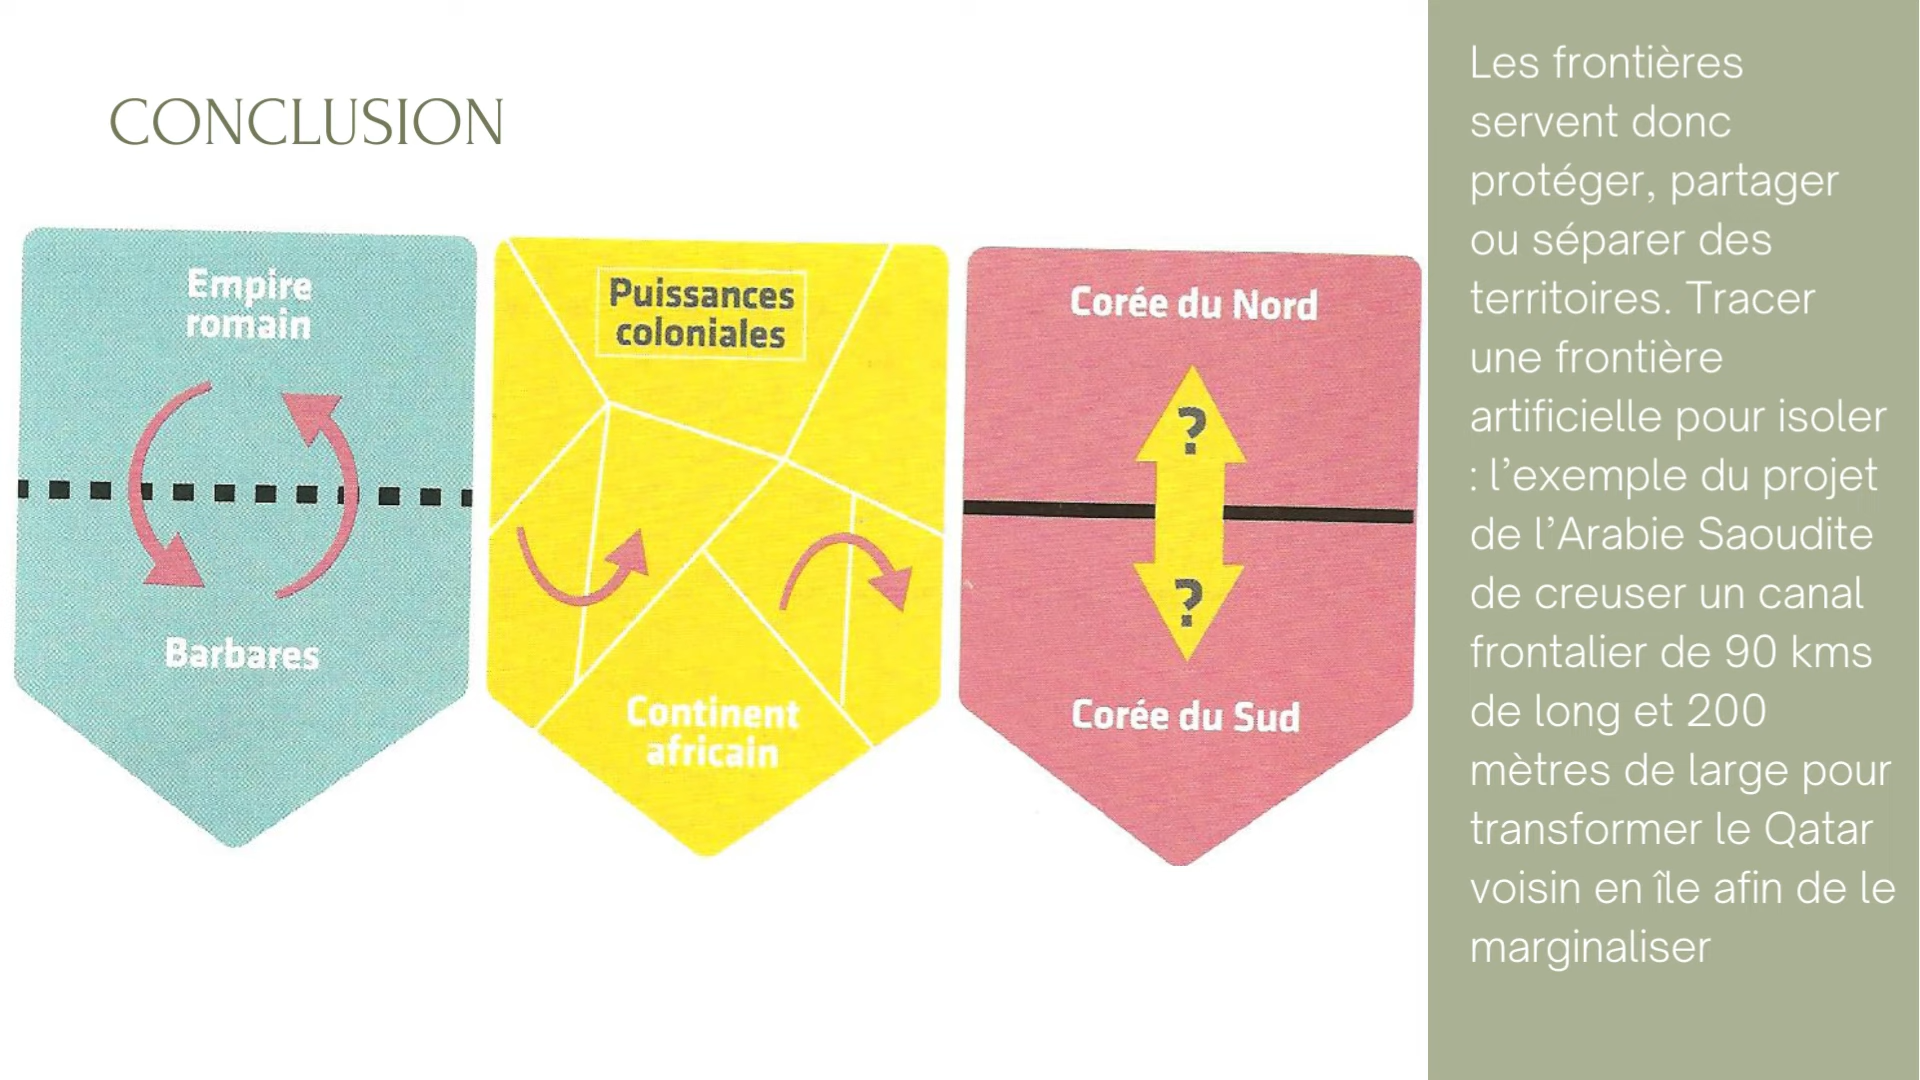 CONCLUSION
Empire
romain
Barbares
Puissances
coloniales
Continent
africain
Corée du Nord
?
?
Corée du Sud
Les frontières
servent donc
protéger, partager
ou séparer des
territoires. Tracer
une frontière
artificielle pour isoler
: l’exemple du projet
de l’Arabie Saoudite
de creuser un canal
frontalier de 90 kms
de long et 200
mètres de large pour
transformer le Qatar
voisin en île afin de le
marginaliser